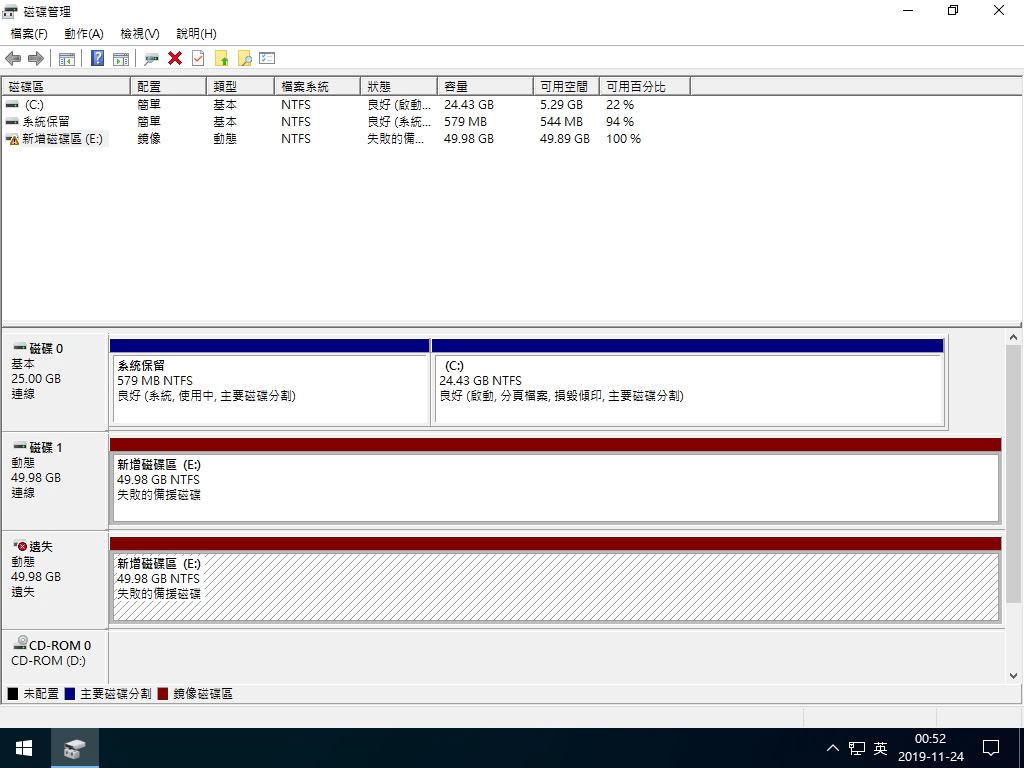 磁碟管理
檔案(F) 動作(A) 檢視(V) 說明(H)
磁碟區 配置 類型 檔案系統 狀態 容量 可用空間 可用百分比
(C:) 簡單 基本 NTFS 良好 (啟動... 24.43 GB 5.29 GB 22 %
系統保留 簡單 基本 NTFS 良好 (系統... 579 MB 544 MB 94 %
新增磁碟區 (E:) 鏡像 動態 NTFS 失敗的備... 49.98 GB 49.89 GB 100 %
磁碟 0
基本
25.00 GB
連線
系統保留
579 MB NTFS
良好 (系統, 使用中, 主要磁碟分割)
(C:)
24.43 GB NTFS
良好 (啟動, 分頁檔案, 損毀傾印, 主要磁碟分割)
磁碟 1
動態
49.98 GB
連線
新增磁碟區 (E:)
49.98 GB NTFS
失敗的備援磁碟
遺失
動態
49.98 GB
遺失
新增磁碟區 (E:)
49.98 GB NTFS
失敗的備援磁碟
CD-ROM 0
CD-ROM (D:)
未配置 主要磁碟分割 鏡像磁碟區
英
00:52
2019-11-24